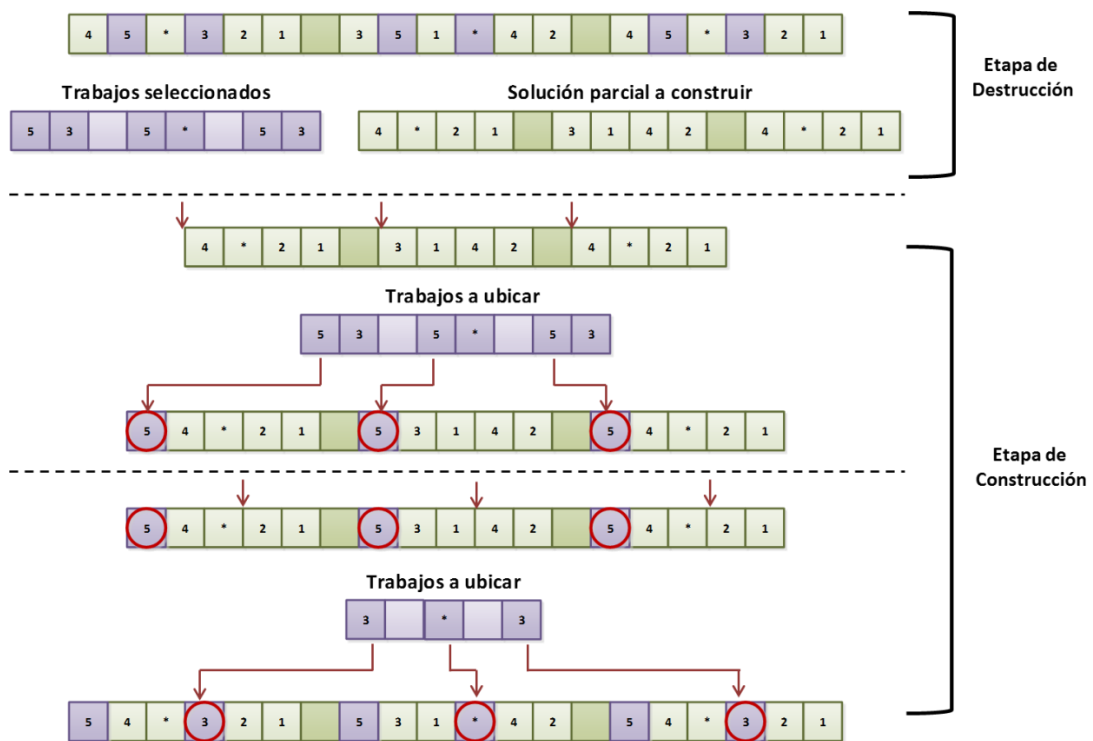 4 5 * 3 2 1 3 5 1 * 4 2 4 5 * 3 2 1
Etapa de
Destrucción
Trabajos seleccionados
Solución parcial a construir
5 3 5 * 5 3
4 * 2 1 3 1 4 2 4 * 2 1
4 * 2 1 3 1 4 2 4 * 2 1
Trabajos a ubicar
5 3 5 * 5 3
5 4 * 2 1 5 3 1 4 2 5 4 * 2 1
Etapa de
Construcción
5 4 * 2 1 5 3 1 4 2 5 4 * 2 1
Trabajos a ubicar
3 * 3
5 4 * 3 2 1 5 3 1 * 4 2 5 4 * 3 2 1